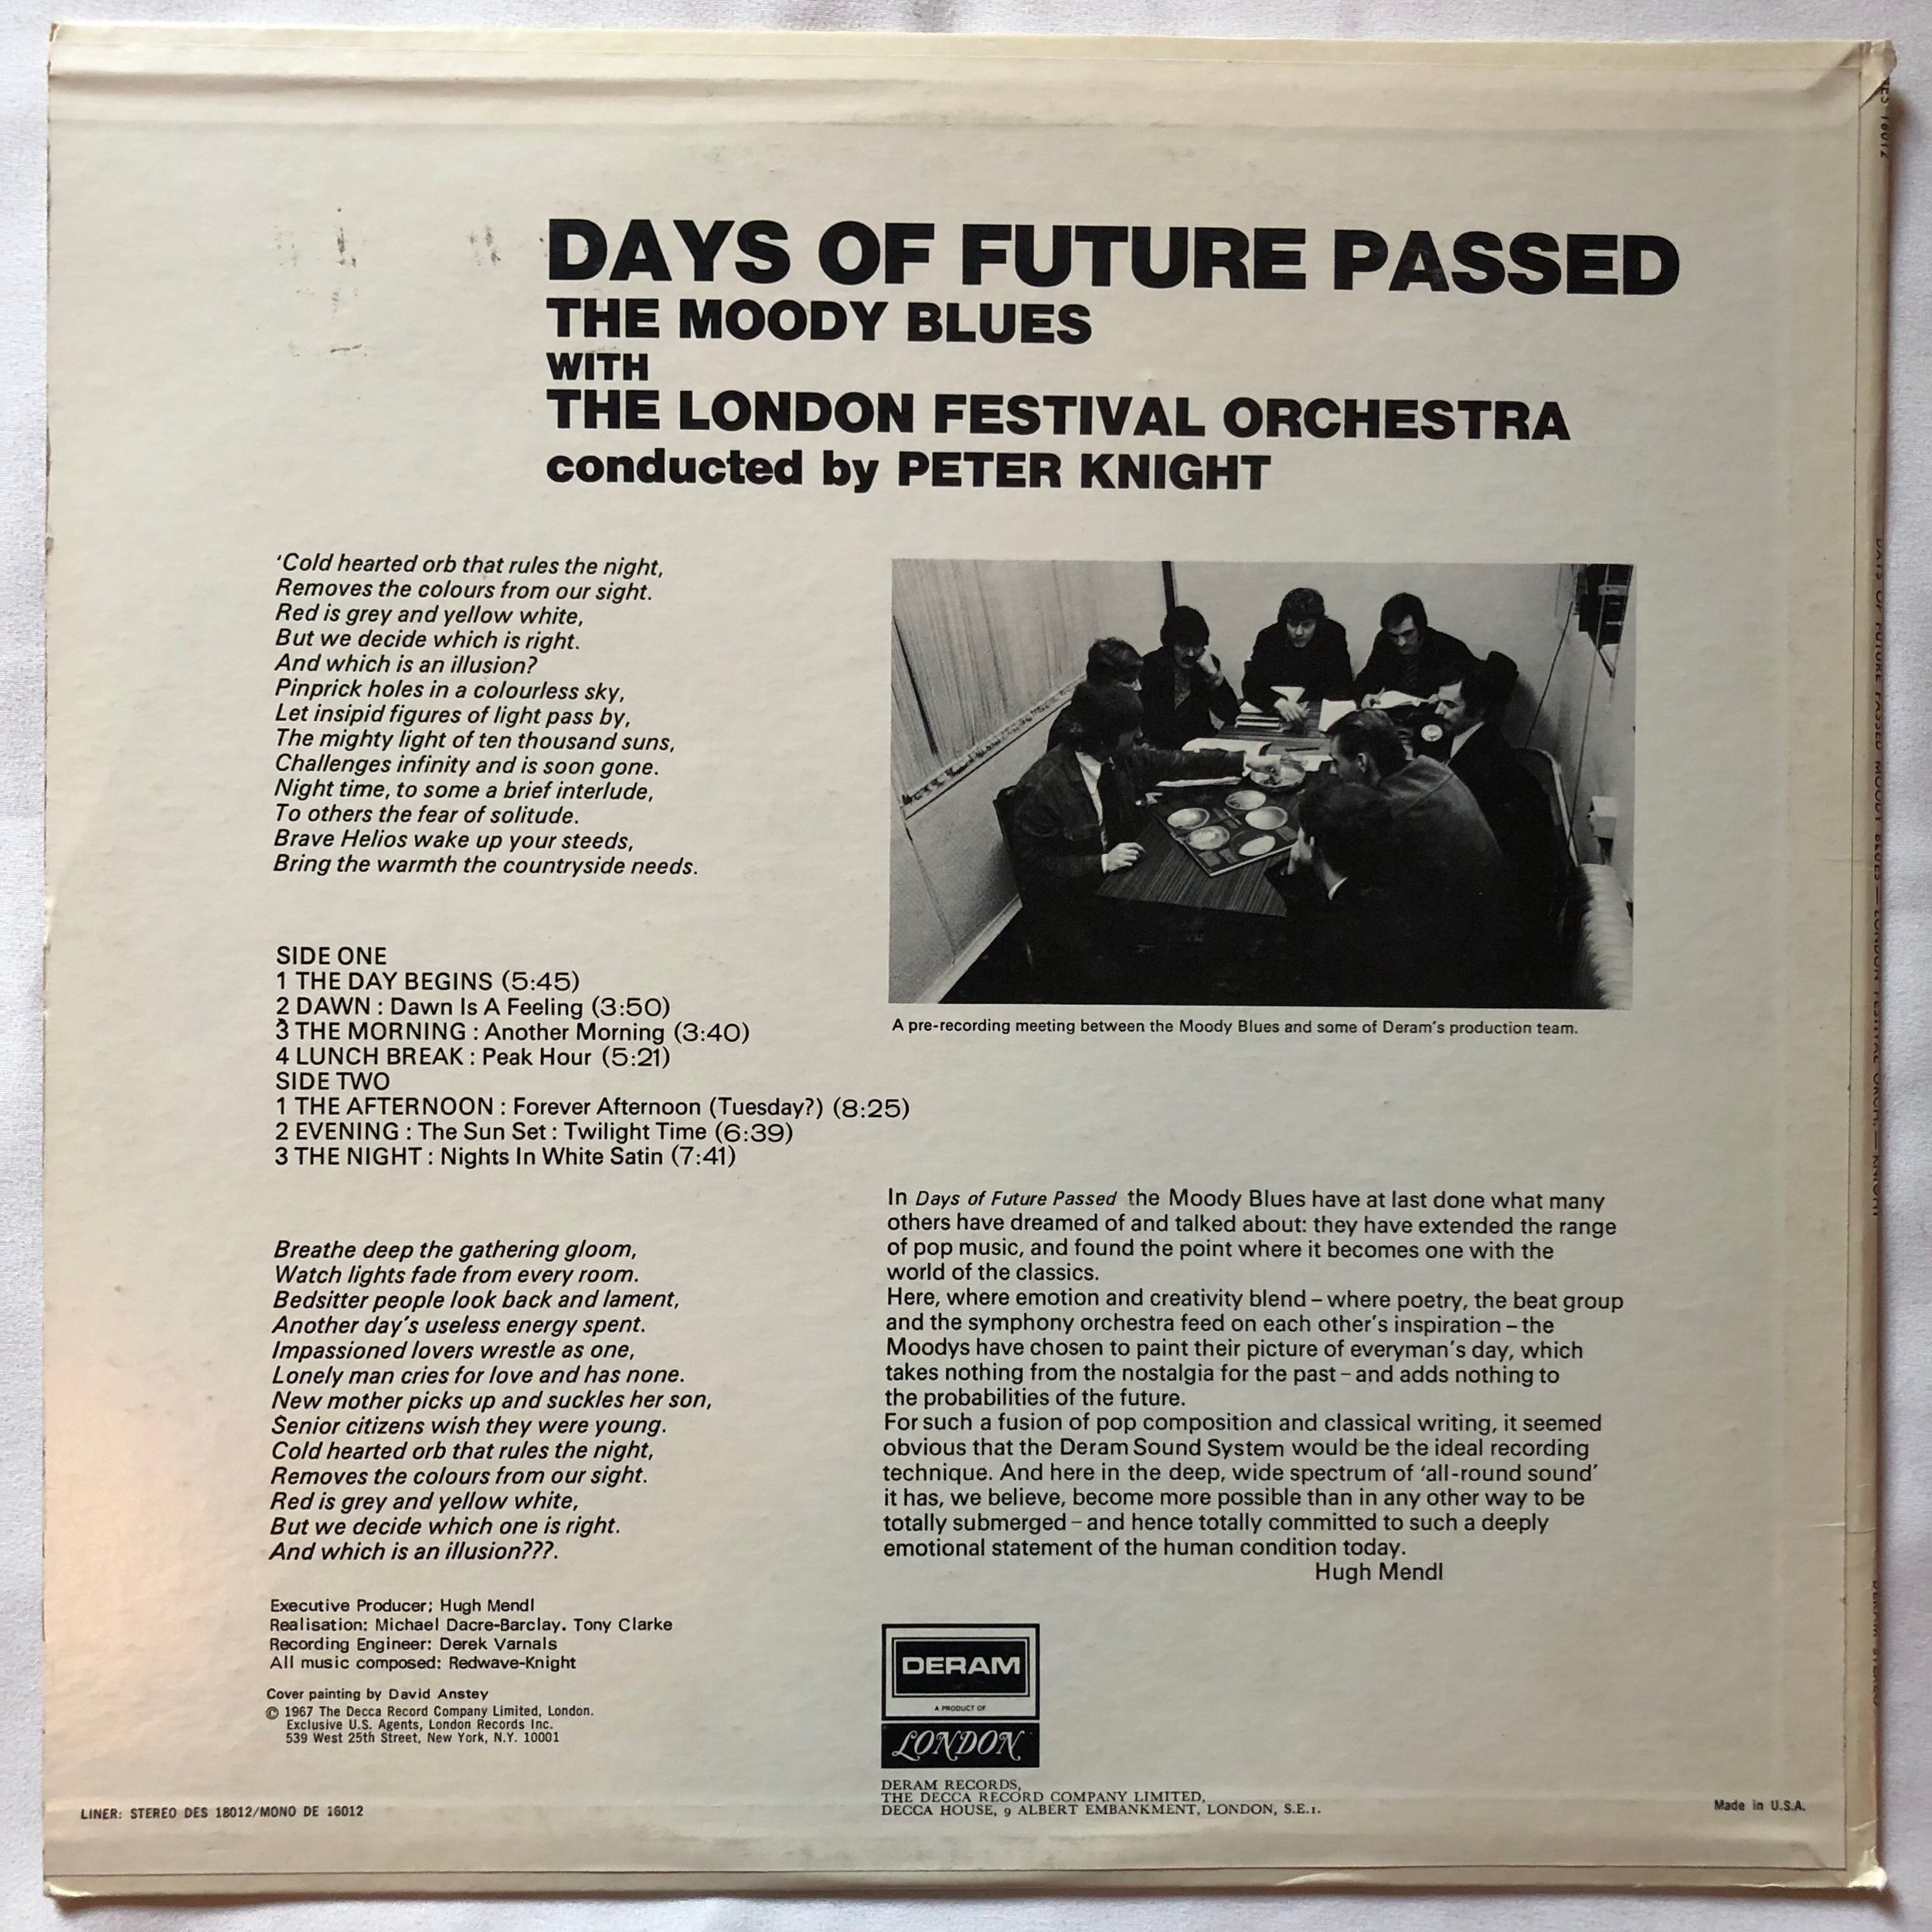 DAYS OF FUTURE PASSED
THE MOODY BLUES
WITH
THE LONDON FESTIVAL ORCHESTRA
conducted by PETER KNIGHT
‘Cold hearted orb that rules the night,
Removes the colours from our sight.
Red is grey and yellow white,
But we decide which is right.
And which is an illusion?
Pinprick holes in a colourless sky,
Let insipid figures of light pass by,
The mighty light of ten thousand suns,
Challenges infinity and is soon gone.
Night time, to some a brief interlude,
To others the fear of solitude.
Brave Helios wake up your steeds,
Bring the warmth the countryside needs.
A pre-recording meeting between the Moody Blues and some of Deram's production team.
SIDE ONE
1 THE DAY BEGINS (5:45)
2 DAWN : Dawn Is A Feeling (3:50)
3 THE MORNING : Another Morning (3:40)
4 LUNCH BREAK : Peak Hour (5:21)
SIDE TWO
1 THE AFTERNOON : Forever Afternoon (Tuesday?) (8:25)
2 EVENING : The Sun Set : Twilight Time (6:39)
3 THE NIGHT : Nights In White Satin (7:41)
Breathe deep the gathering gloom,
Watch lights fade from every room.
Bedsitter people look back and lament,
Another day's useless energy spent.
Impassioned lovers wrestle as one,
Lonely man cries for love and has none.
New mother picks up and suckles her son,
Senior citizens wish they were young.
Cold hearted orb that rules the night,
Removes the colours from our sight.
Red is grey and yellow white,
But we decide which one is right.
And which is an illusion???.
In Days of Future Passed the Moody Blues have at last done what many
others have dreamed of and talked about: they have extended the range
of pop music, and found the point where it becomes one with the
world of the classics.
Here, where emotion and creativity blend – where poetry, the beat group
and the symphony orchestra feed on each other's inspiration – the
Moodys have chosen to paint their picture of everyman's day, which
takes nothing from the nostalgia for the past – and adds nothing to
the probabilities of the future.
For such a fusion of pop composition and classical writing, it seemed
obvious that the Deram Sound System would be the ideal recording
technique. And here in the deep, wide spectrum of ‘all-round sound’
it has, we believe, become more possible than in any other way to be
totally submerged – and hence totally committed to such a deeply
emotional statement of the human condition today.
Hugh Mendl
Executive Producer; Hugh Mendl
Realisation: Michael Dacre-Barclay. Tony Clarke
Recording Engineer: Derek Varnals
All music composed: Redwave-Knight
Cover painting by David Anstey
© 1967 The Decca Record Company Limited, London.
Exclusive U.S. Agents, London Records Inc.
539 West 25th Street, New York, N.Y. 10001
DERAM
A PRODUCT OF
LONDON
DERAM RECORDS,
THE DECCA RECORD COMPANY LIMITED,
DECCA HOUSE, 9 ALBERT EMBANKMENT, LONDON, S.E.1.
LINER: STEREO DES 18012/MONO DE 16012
Made in U.S.A.
18012
DAYS OF FUTURE PASSED MOODY BLUES—LONDON FESTIVAL ORCH.—KNIGHT
DERAM STEREO